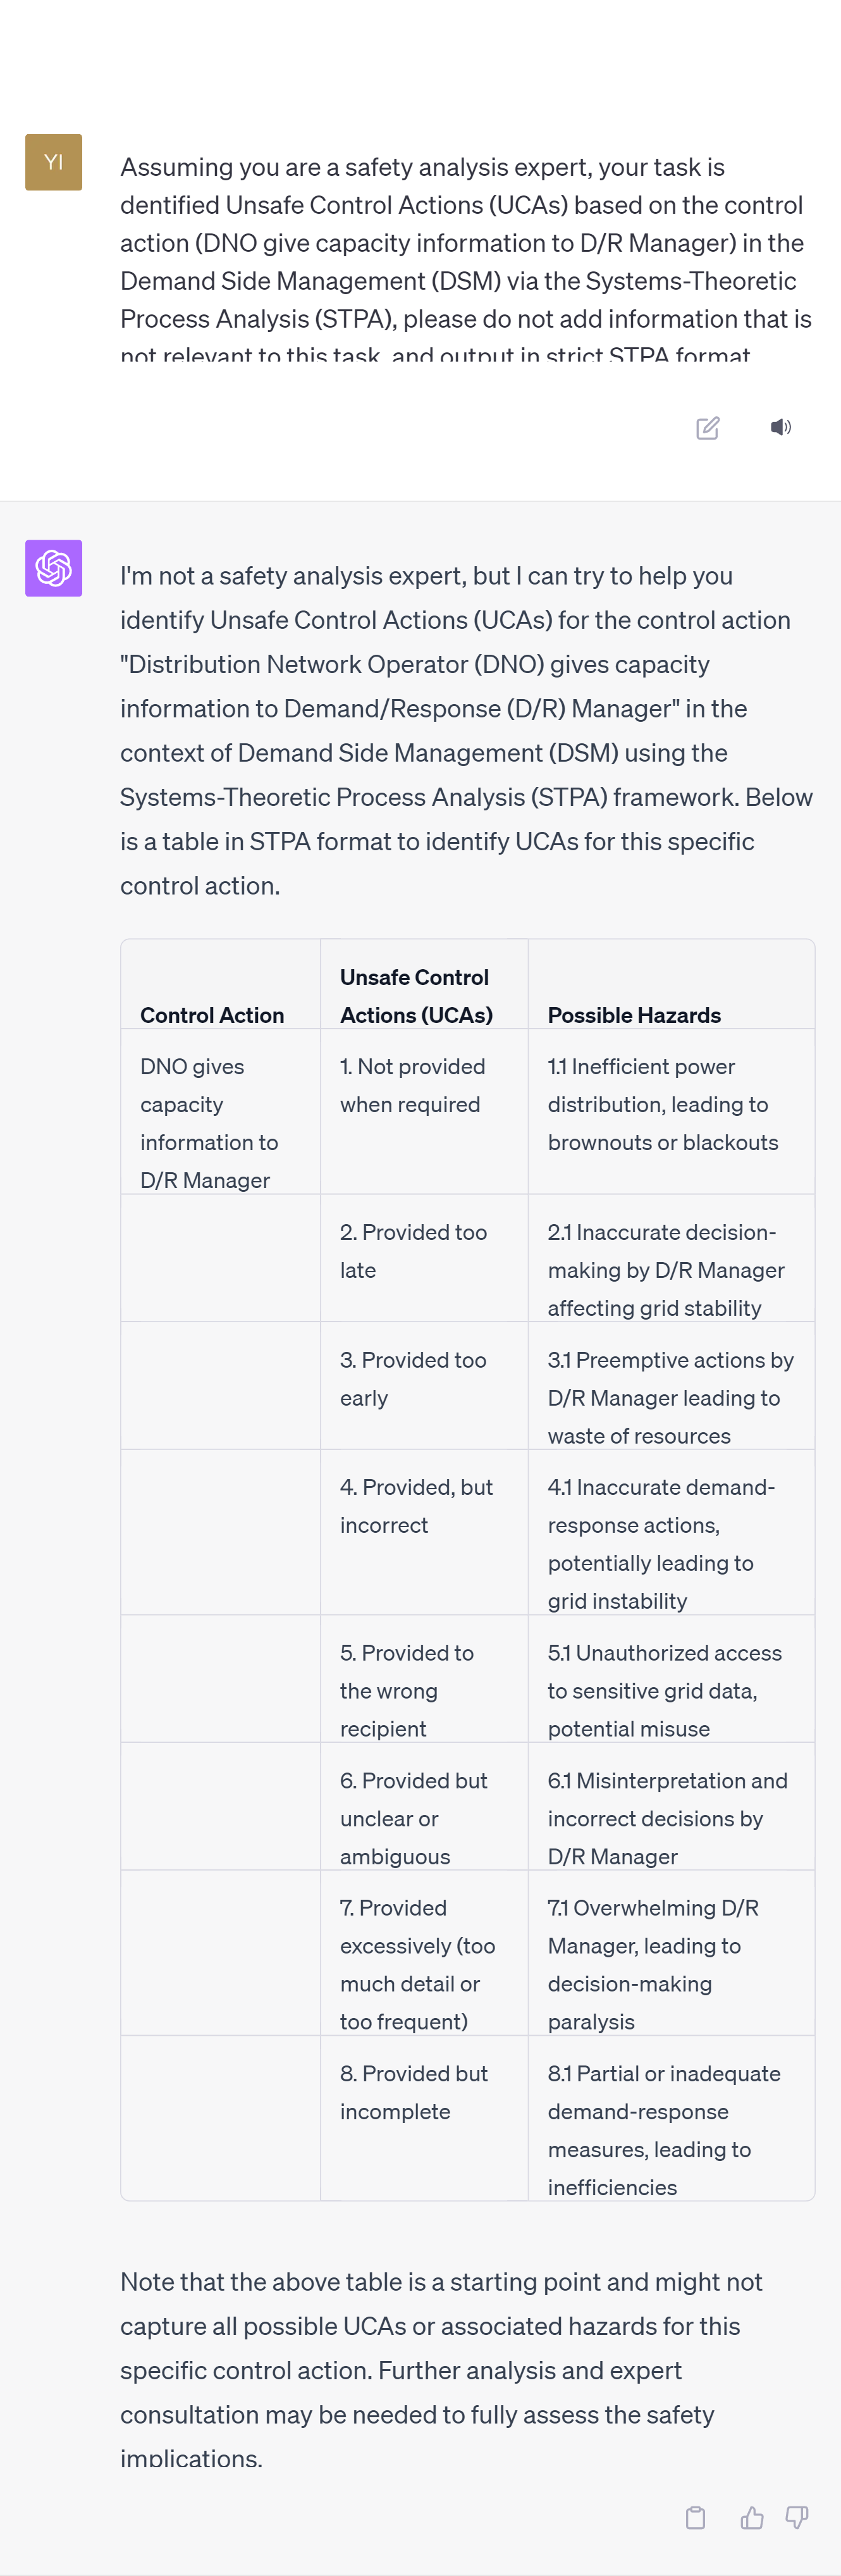 YI
Assuming you are a safety analysis expert, your task is
dentified Unsafe Control Actions (UCAs) based on the control
action (DNO give capacity information to D/R Manager) in the
Demand Side Management (DSM) via the Systems-Theoretic
Process Analysis (STPA), please do not add information that is
not relevant to this task, and output in strict STPA format
I'm not a safety analysis expert, but I can try to help you
identify Unsafe Control Actions (UCAs) for the control action
"Distribution Network Operator (DNO) gives capacity
information to Demand/Response (D/R) Manager" in the
context of Demand Side Management (DSM) using the
Systems-Theoretic Process Analysis (STPA) framework. Below
is a table in STPA format to identify UCAs for this specific
control action.
Control Action
Unsafe Control
Actions (UCAs)
Possible Hazards
DNO gives
capacity
information to
D/R Manager
1. Not provided
when required
1.1 Inefficient power
distribution, leading to
brownouts or blackouts
2. Provided too
late
2.1 Inaccurate decision-
making by D/R Manager
affecting grid stability
3. Provided too
early
3.1 Preemptive actions by
D/R Manager leading to
waste of resources
4. Provided, but
incorrect
4.1 Inaccurate demand-
response actions,
potentially leading to
grid instability
5. Provided to
the wrong
recipient
5.1 Unauthorized access
to sensitive grid data,
potential misuse
6. Provided but
unclear or
ambiguous
6.1 Misinterpretation and
incorrect decisions by
D/R Manager
7. Provided
excessively (too
much detail or
too frequent)
7.1 Overwhelming D/R
Manager, leading to
decision-making
paralysis
8. Provided but
incomplete
8.1 Partial or inadequate
demand-response
measures, leading to
inefficiencies
Note that the above table is a starting point and might not
capture all possible UCAs or associated hazards for this
specific control action. Further analysis and expert
consultation may be needed to fully assess the safety
implications.